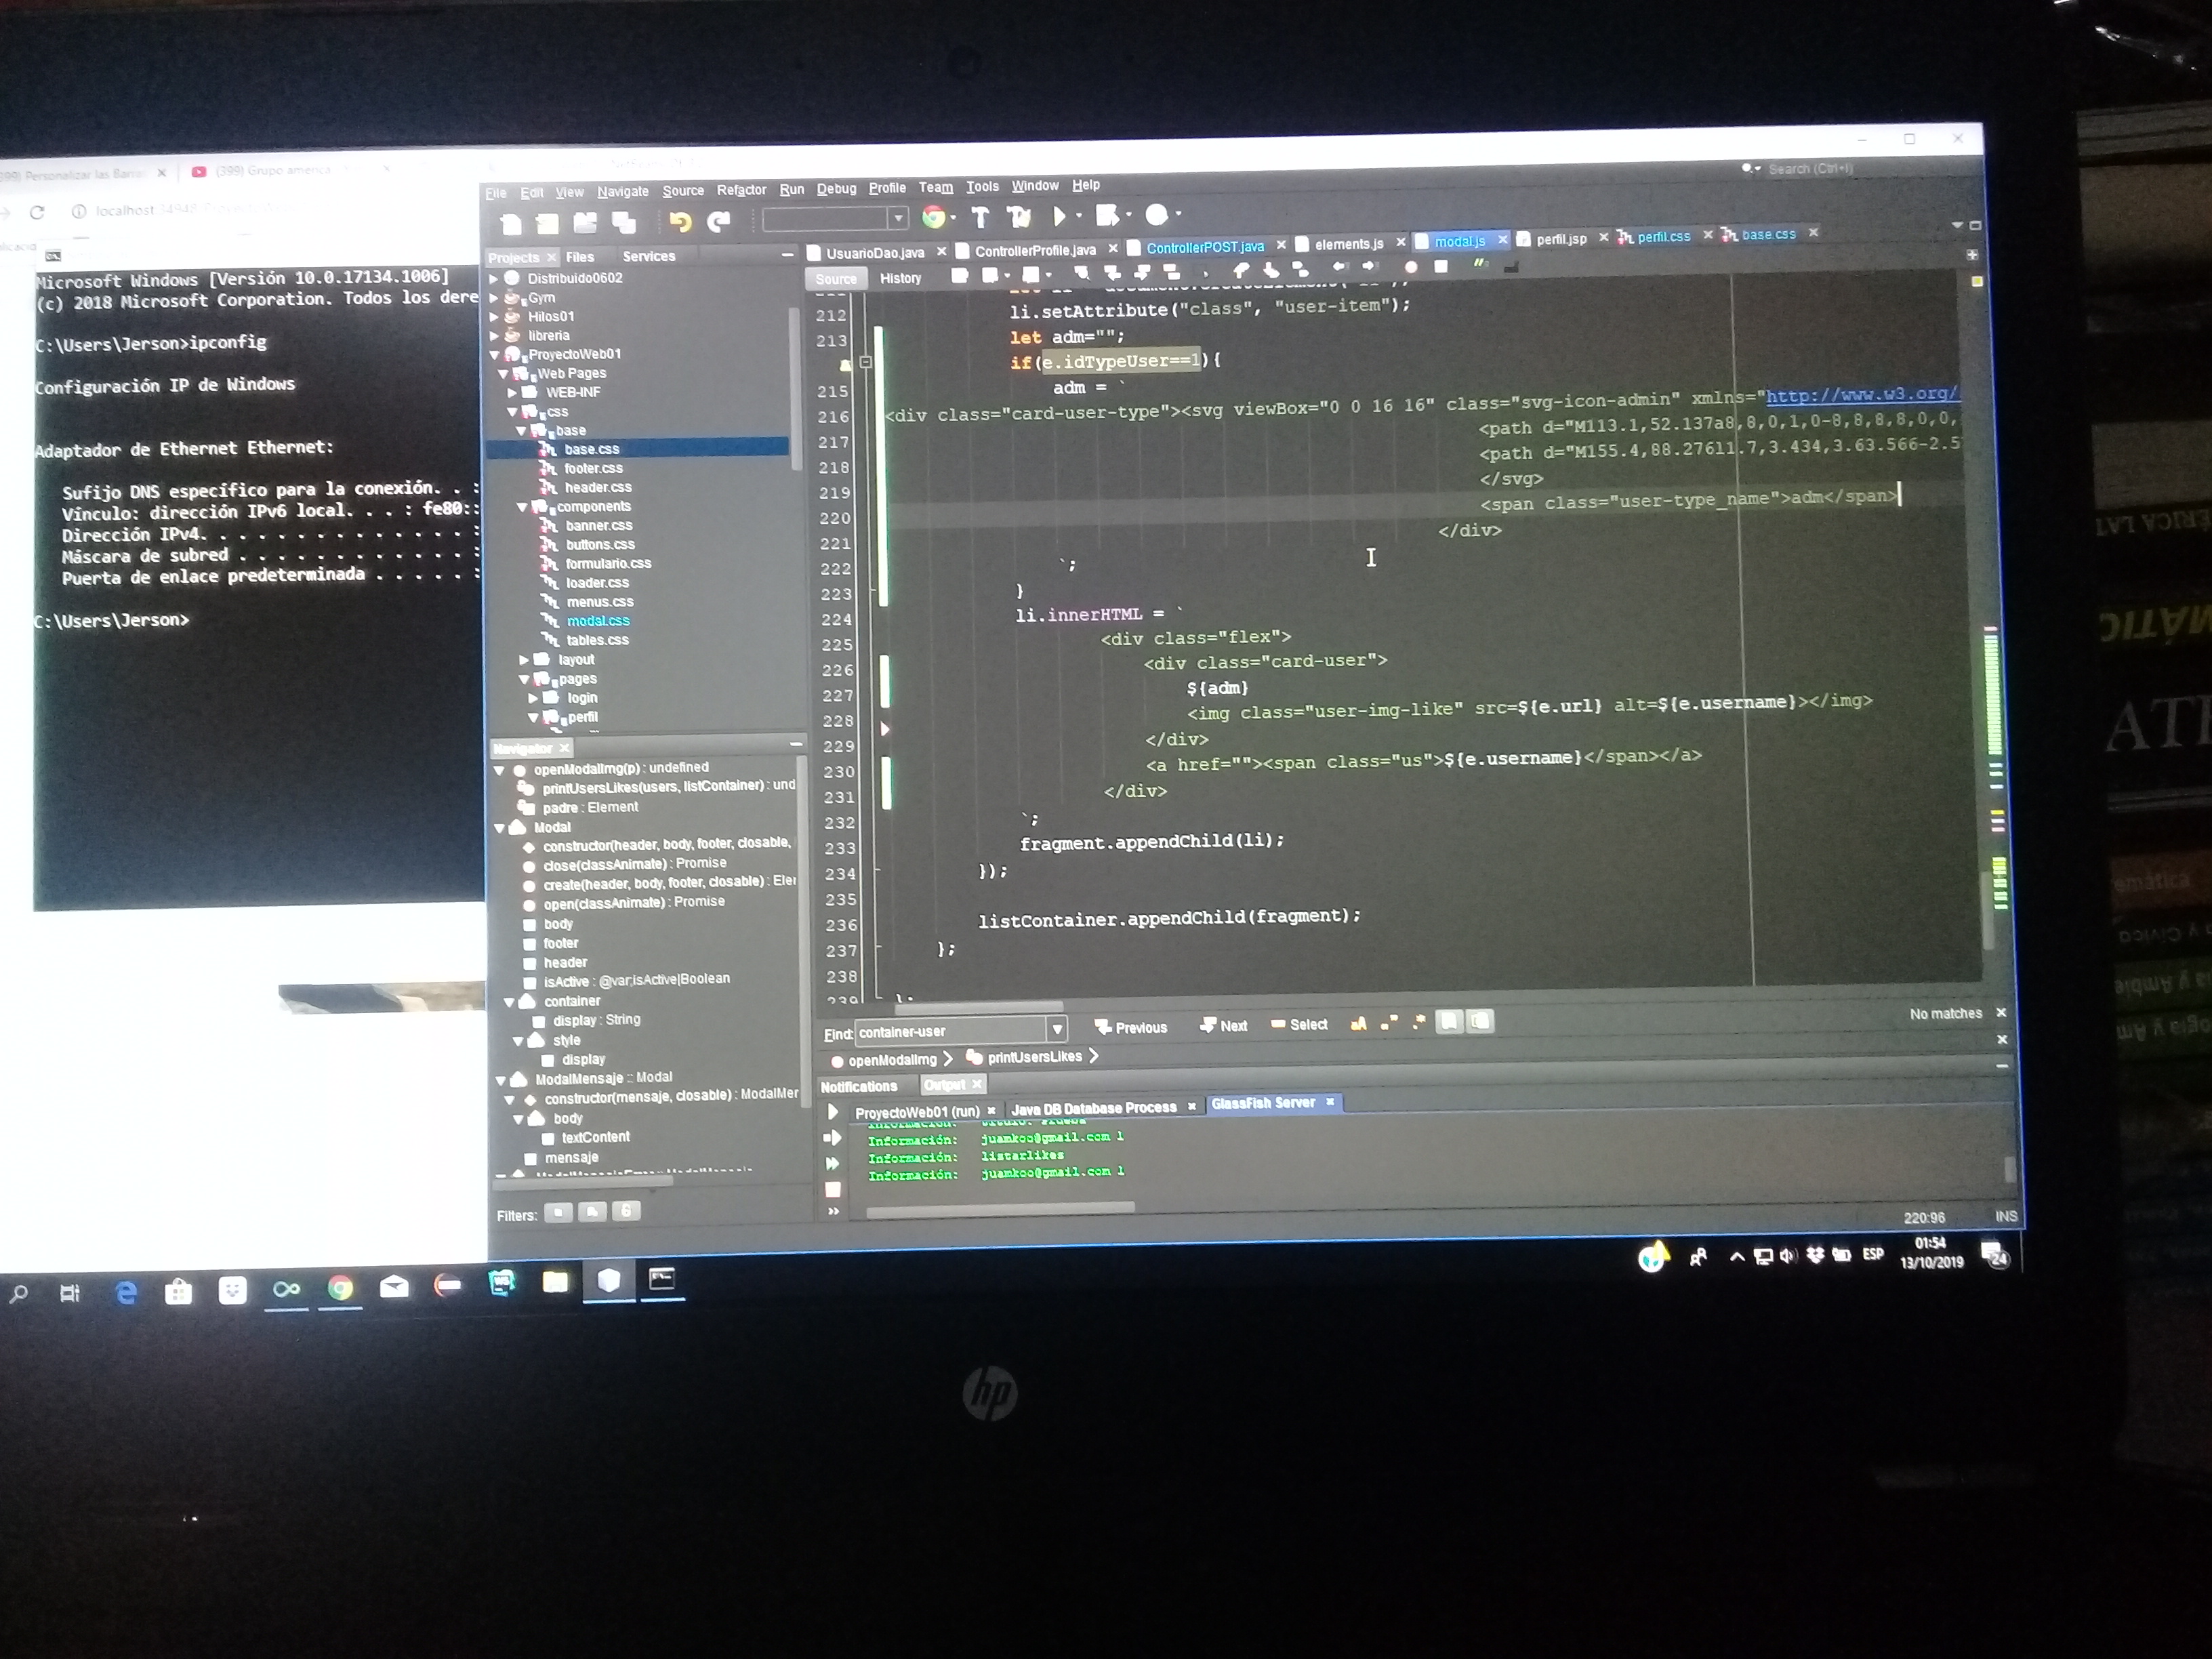 399) Personalizar las Barra
(399) Grupo america
localhost:34948
Microsoft Windows [Versión 10.0.17134.1006]
(c) 2018 Microsoft Corporation. Todos los dere
C:\Users\Jerson>ipconfig
Configuración IP de Windows
Adaptador de Ethernet Ethernet:
Sufijo DNS específico para la conexión. . :
Vínculo: dirección IPv6 local. . . : fe80::
Dirección IPv4. . . . . . . . . . . . . . :
Máscara de subred . . . . . . . . . . . . :
Puerta de enlace predeterminada . . . . . :
C:\Users\Jerson>
File Edit View Navigate Source Refactor Run Debug Profile Team Tools Window Help
Search (Ctrl+I)
Projects Files Services
Distribuido0602
Gym
Hilos01
libreria
ProyectoWeb01
Web Pages
WEB-INF
css
base
base.css
footer.css
header.css
components
banner.css
buttons.css
formulario.css
loader.css
menus.css
modal.css
tables.css
layout
pages
login
perfil
Navigator
openModalImg(p) : undefined
printUsersLikes(users, listContainer) : und
padre : Element
Modal
constructor(header, body, footer, closable,
close(classAnimate) : Promise
create(header, body, footer, closable) : Eler
open(classAnimate) : Promise
body
footer
header
isActive : @var;isActive|Boolean
container
display : String
style
display
ModalMensaje :: Modal
constructor(mensaje, closable) : ModalMer
body
textContent
mensaje
Filters:
UsuarioDao.java ControllerProfile.java ControllerPOST.java elements.js modal.js perfil.jsp perfil.css base.css
Source History
212 li.setAttribute("class", "user-item");
213 let adm="";
if(e.idTypeUser==1){
215 adm = `
216 <div class="card-user-type"><svg viewBox="0 0 16 16" class="svg-icon-admin" xmlns="http://www.w3.org/
217 <path d="M113.1,52.137a8,8,0,1,0-8,8,8,8,0,0,
218 <path d="M155.4,88.276l1.7,3.434,3.63.566-2.5
219 </svg>
220 <span class="user-type_name">adm</span>
221 </div>
222 `;
223 }
224 li.innerHTML = `
225 <div class="flex">
226 <div class="card-user">
227 ${adm}
228 <img class="user-img-like" src=${e.url} alt=${e.username}></img>
229 </div>
230 <a href=""><span class="us">${e.username}</span></a>
231 </div>
232 `;
233 fragment.appendChild(li);
234 });
235
236 listContainer.appendChild(fragment);
237 };
238
239
Find: container-user Previous Next Select No matches
openModalImg printUsersLikes
Notifications Output
ProyectoWeb01 (run) Java DB Database Process GlassFish Server
Información: titulo: Prueba
Información: juamkoo@gmail.com 1
Información: listarlikes
Información: juamkoo@gmail.com 1
220:96 INS
ESP
01:54
13/10/2019
24
hp